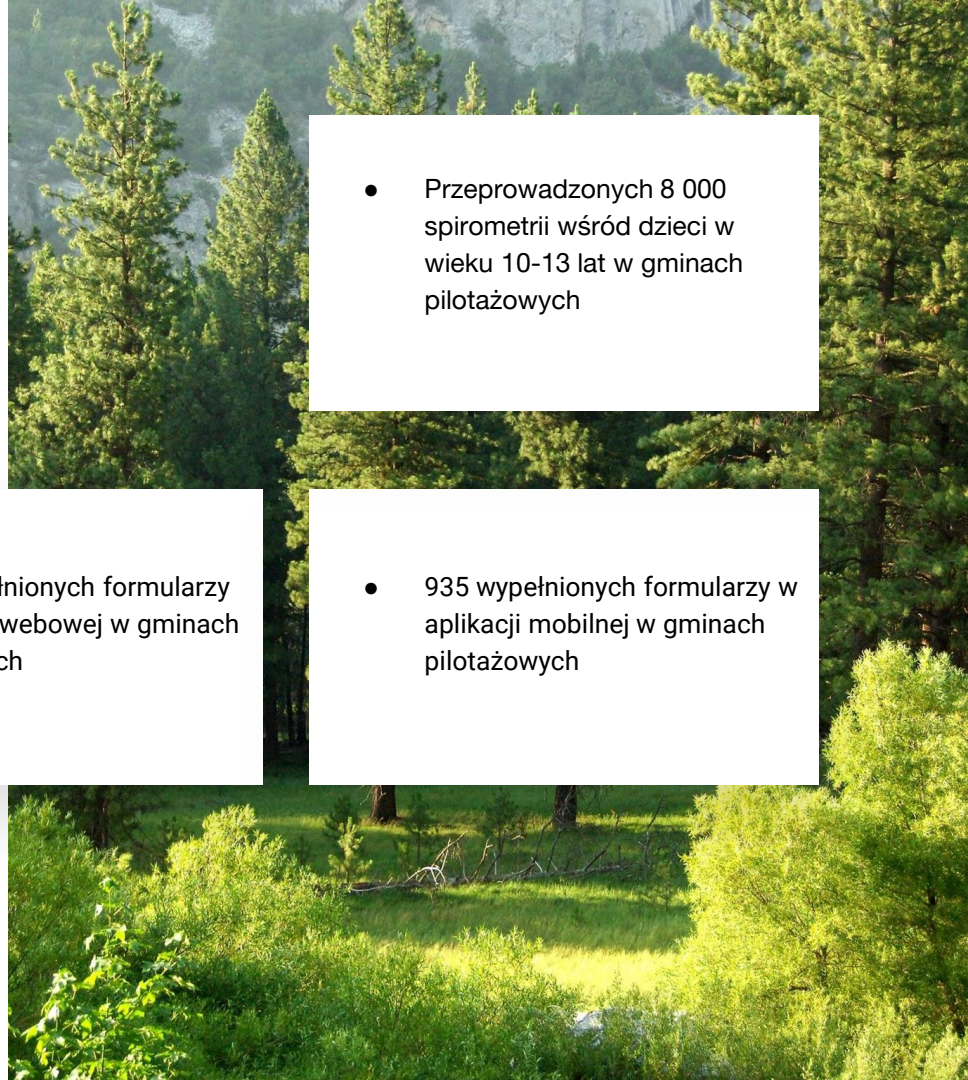 ● Przeprowadzonych 8 000
spirometrii wśród dzieci w
wieku 10-13 lat w gminach
pilotażowych
formularzy
webowej w gminach
● 935 wypełnionych formularzy w
aplikacji mobilnej w gminach
pilotażowych